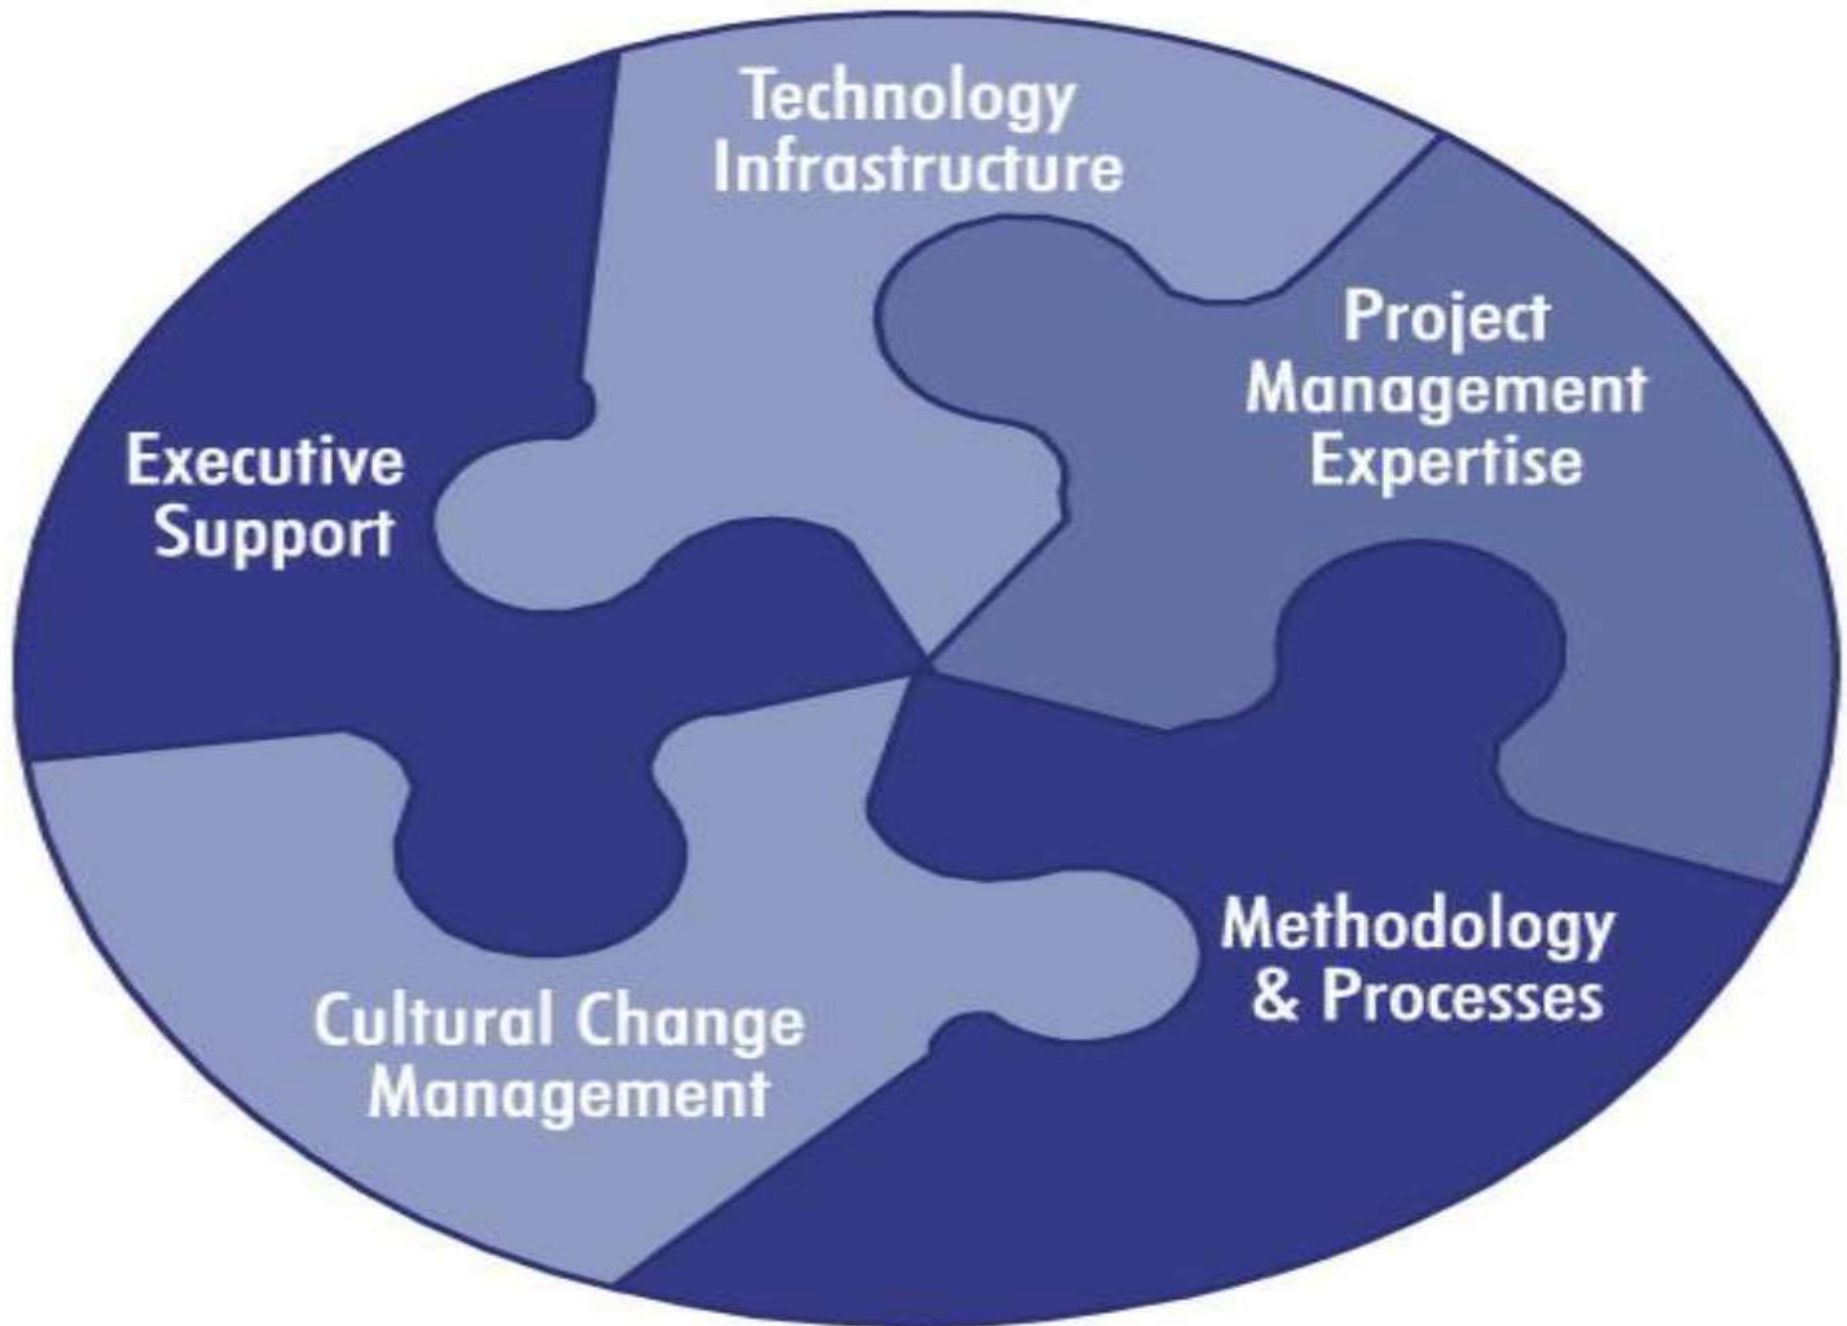 Technology
Infrastructure
Project
Management
Expertise
Executive
Support
Methodology
& Processes
Cultural Change
Management